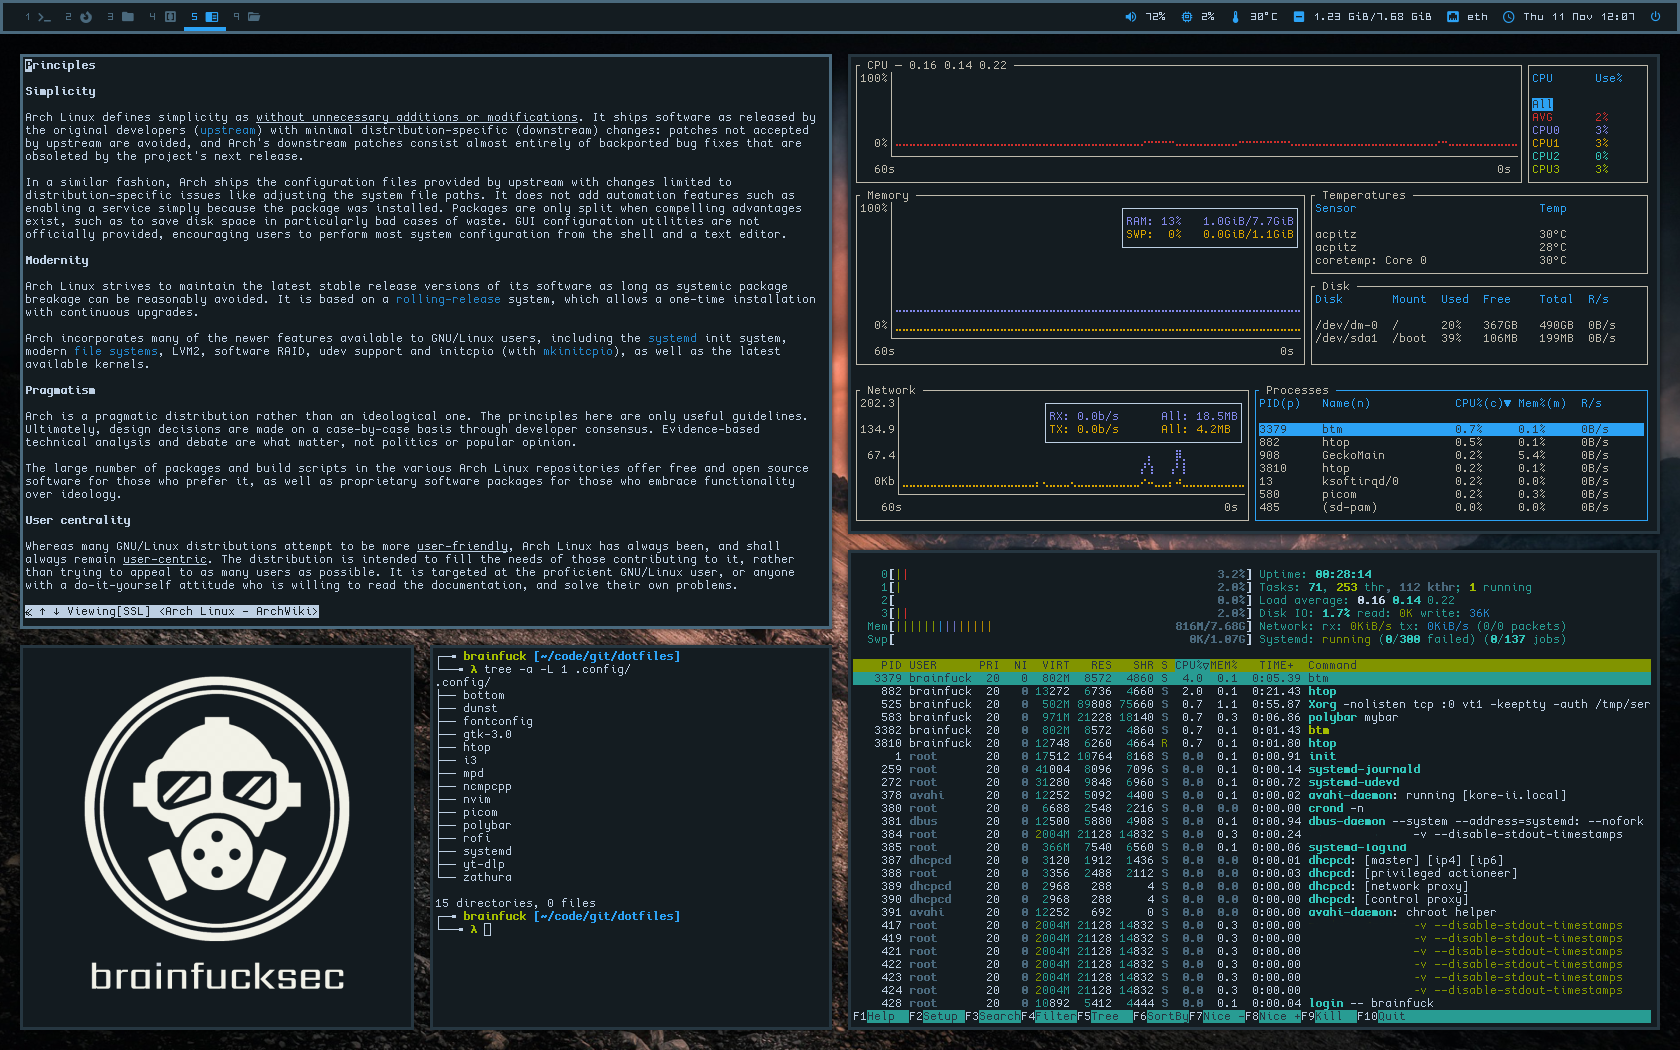 1 2 3 4 5 9
72% 2% 30°C 1.23 GiB/7.68 GiB eth Thu 11 Nov 12:07
Principles
Simplicity
Arch Linux defines simplicity as without unnecessary additions or modifications. It ships software as released by
the original developers (upstream) with minimal distribution-specific (downstream) changes: patches not accepted
by upstream are avoided, and Arch's downstream patches consist almost entirely of backported bug fixes that are
obsoleted by the project's next release.
In a similar fashion, Arch ships the configuration files provided by upstream with changes limited to
distribution-specific issues like adjusting the system file paths. It does not add automation features such as
enabling a service simply because the package was installed. Packages are only split when compelling advantages
exist, such as to save disk space in particularly bad cases of waste. GUI configuration utilities are not
officially provided, encouraging users to perform most system configuration from the shell and a text editor.
Modernity
Arch Linux strives to maintain the latest stable release versions of its software as long as systemic package
breakage can be reasonably avoided. It is based on a rolling-release system, which allows a one-time installation
with continuous upgrades.
Arch incorporates many of the newer features available to GNU/Linux users, including the systemd init system,
modern file systems, LVM2, software RAID, udev support and initcpio (with mkinitcpio), as well as the latest
available kernels.
Pragmatism
Arch is a pragmatic distribution rather than an ideological one. The principles here are only useful guidelines.
Ultimately, design decisions are made on a case-by-case basis through developer consensus. Evidence-based
technical analysis and debate are what matter, not politics or popular opinion.
The large number of packages and build scripts in the various Arch Linux repositories offer free and open source
software for those who prefer it, as well as proprietary software packages for those who embrace functionality
over ideology.
User centrality
Whereas many GNU/Linux distributions attempt to be more user-friendly, Arch Linux has always been, and shall
always remain user-centric. The distribution is intended to fill the needs of those contributing to it, rather
than trying to appeal to as many users as possible. It is targeted at the proficient GNU/Linux user, or anyone
with a do-it-yourself attitude who is willing to read the documentation, and solve their own problems.
≪ ↑ ↓ Viewing[SSL] <Arch Linux - ArchWiki>
brainfucksec
brainfuck [~/code/git/dotfiles]
λ tree -a -L 1 .config/
.config/
├── bottom
├── dunst
├── fontconfig
├── gtk-3.0
├── htop
├── i3
├── mpd
├── ncmpcpp
├── nvim
├── picom
├── polybar
├── rofi
├── systemd
├── yt-dlp
└── zathura
15 directories, 0 files
brainfuck [~/code/git/dotfiles]
λ
CPU — 0.16 0.14 0.22
100%
0%
60s 0s
CPU Use%
All
AVG 2%
CPU0 3%
CPU1 3%
CPU2 0%
CPU3 3%
Memory
100%
RAM: 13% 1.0GiB/7.7GiB
SWP: 0% 0.0GiB/1.1GiB
0%
60s 0s
Temperatures
Sensor Temp
acpitz 30°C
acpitz 28°C
coretemp: Core 0 30°C
Disk
Disk Mount Used Free Total R/s
/dev/dm-0 / 20% 367GB 490GB 0B/s
/dev/sda1 /boot 39% 106MB 199MB 0B/s
Network
202.3
134.9
67.4
0Kb
60s 0s
RX: 0.0b/s All: 18.5MB
TX: 0.0b/s All: 4.2MB
Processes
PID(p) Name(n) CPU%(c)▼ Mem%(m) R/s
3379 btm 0.7% 0.1% 0B/s
882 htop 0.5% 0.1% 0B/s
908 GeckoMain 0.2% 5.4% 0B/s
3810 htop 0.2% 0.1% 0B/s
13 ksoftirqd/0 0.2% 0.0% 0B/s
580 picom 0.0% 0.3% 0B/s
485 (sd-pam) 0.0% 0.0% 0B/s
0[|| 3.2%] Uptime: 00:28:14
1[| 2.0%] Tasks: 71, 253 thr, 112 kthr; 1 running
2[ 0.0%] Load average: 0.16 0.14 0.22
3[|| 2.0%] Disk IO: 1.7% read: 0K write: 36K
Mem[|||||||||||||| 816M/7.68G] Network: rx: 0KiB/s tx: 0KiB/s (0/0 packets)
Swp[ 0K/1.07G] Systemd: running (0/300 failed) (0/137 jobs)
PID USER PRI NI VIRT RES SHR S CPU%▽MEM% TIME+ Command
3379 brainfuck 20 0 802M 8572 4860 S 4.0 0.1 0:05.39 btm
882 brainfuck 20 0 13272 6736 4660 S 2.0 0.1 0:21.43 htop
525 brainfuck 20 0 502M 89808 75660 S 0.7 1.1 0:55.87 Xorg -nolisten tcp :0 vt1 -keeptty -auth /tmp/ser
583 brainfuck 20 0 971M 21228 18140 S 0.7 0.3 0:06.86 polybar mybar
3382 brainfuck 20 0 802M 8572 4860 S 0.7 0.1 0:01.43 btm
3810 brainfuck 20 0 12748 6260 4664 R 0.7 0.1 0:01.80 htop
1 root 20 0 17512 10764 8168 S 0.0 0.1 0:00.91 init
259 root 20 0 41004 8096 7096 S 0.0 0.1 0:00.14 systemd-journald
272 root 20 0 31280 9848 6960 S 0.0 0.1 0:00.72 systemd-udevd
378 avahi 20 0 12252 5092 4400 S 0.0 0.1 0:00.02 avahi-daemon: running [kore-ii.local]
380 root 20 0 6688 2548 2216 S 0.0 0.0 0:00.00 crond -n
381 dbus 20 0 12500 5880 4908 S 0.0 0.1 0:00.94 dbus-daemon --system --address=systemd: --nofork
384 root 20 0 2004M 21128 14832 S 0.0 0.3 0:00.24 -v --disable-stdout-timestamps
385 root 20 0 366M 7540 6560 S 0.0 0.1 0:00.06 systemd-logind
387 dhcpcd 20 0 3120 1912 1436 S 0.0 0.0 0:00.01 dhcpcd: [master] [ip4] [ip6]
388 root 20 0 3356 2488 2112 S 0.0 0.0 0:00.03 dhcpcd: [privileged actioneer]
389 dhcpcd 20 0 2968 288 4 S 0.0 0.0 0:00.00 dhcpcd: [network proxy]
390 dhcpcd 20 0 2968 288 4 S 0.0 0.0 0:00.00 dhcpcd: [control proxy]
391 avahi 20 0 12252 692 0 S 0.0 0.0 0:00.00 avahi-daemon: chroot helper
417 root 20 0 2004M 21128 14832 S 0.0 0.3 0:00.00 -v --disable-stdout-timestamps
419 root 20 0 2004M 21128 14832 S 0.0 0.3 0:00.00 -v --disable-stdout-timestamps
421 root 20 0 2004M 21128 14832 S 0.0 0.3 0:00.00 -v --disable-stdout-timestamps
422 root 20 0 2004M 21128 14832 S 0.0 0.3 0:00.00 -v --disable-stdout-timestamps
423 root 20 0 2004M 21128 14832 S 0.0 0.3 0:00.00 -v --disable-stdout-timestamps
424 root 20 0 2004M 21128 14832 S 0.0 0.3 0:00.00 -v --disable-stdout-timestamps
428 root 20 0 10892 5412 4444 S 0.0 0.1 0:00.04 login -- brainfuck
F1Help F2Setup F3SearchF4FilterF5Tree F6SortByF7Nice -F8Nice +F9Kill F10Quit